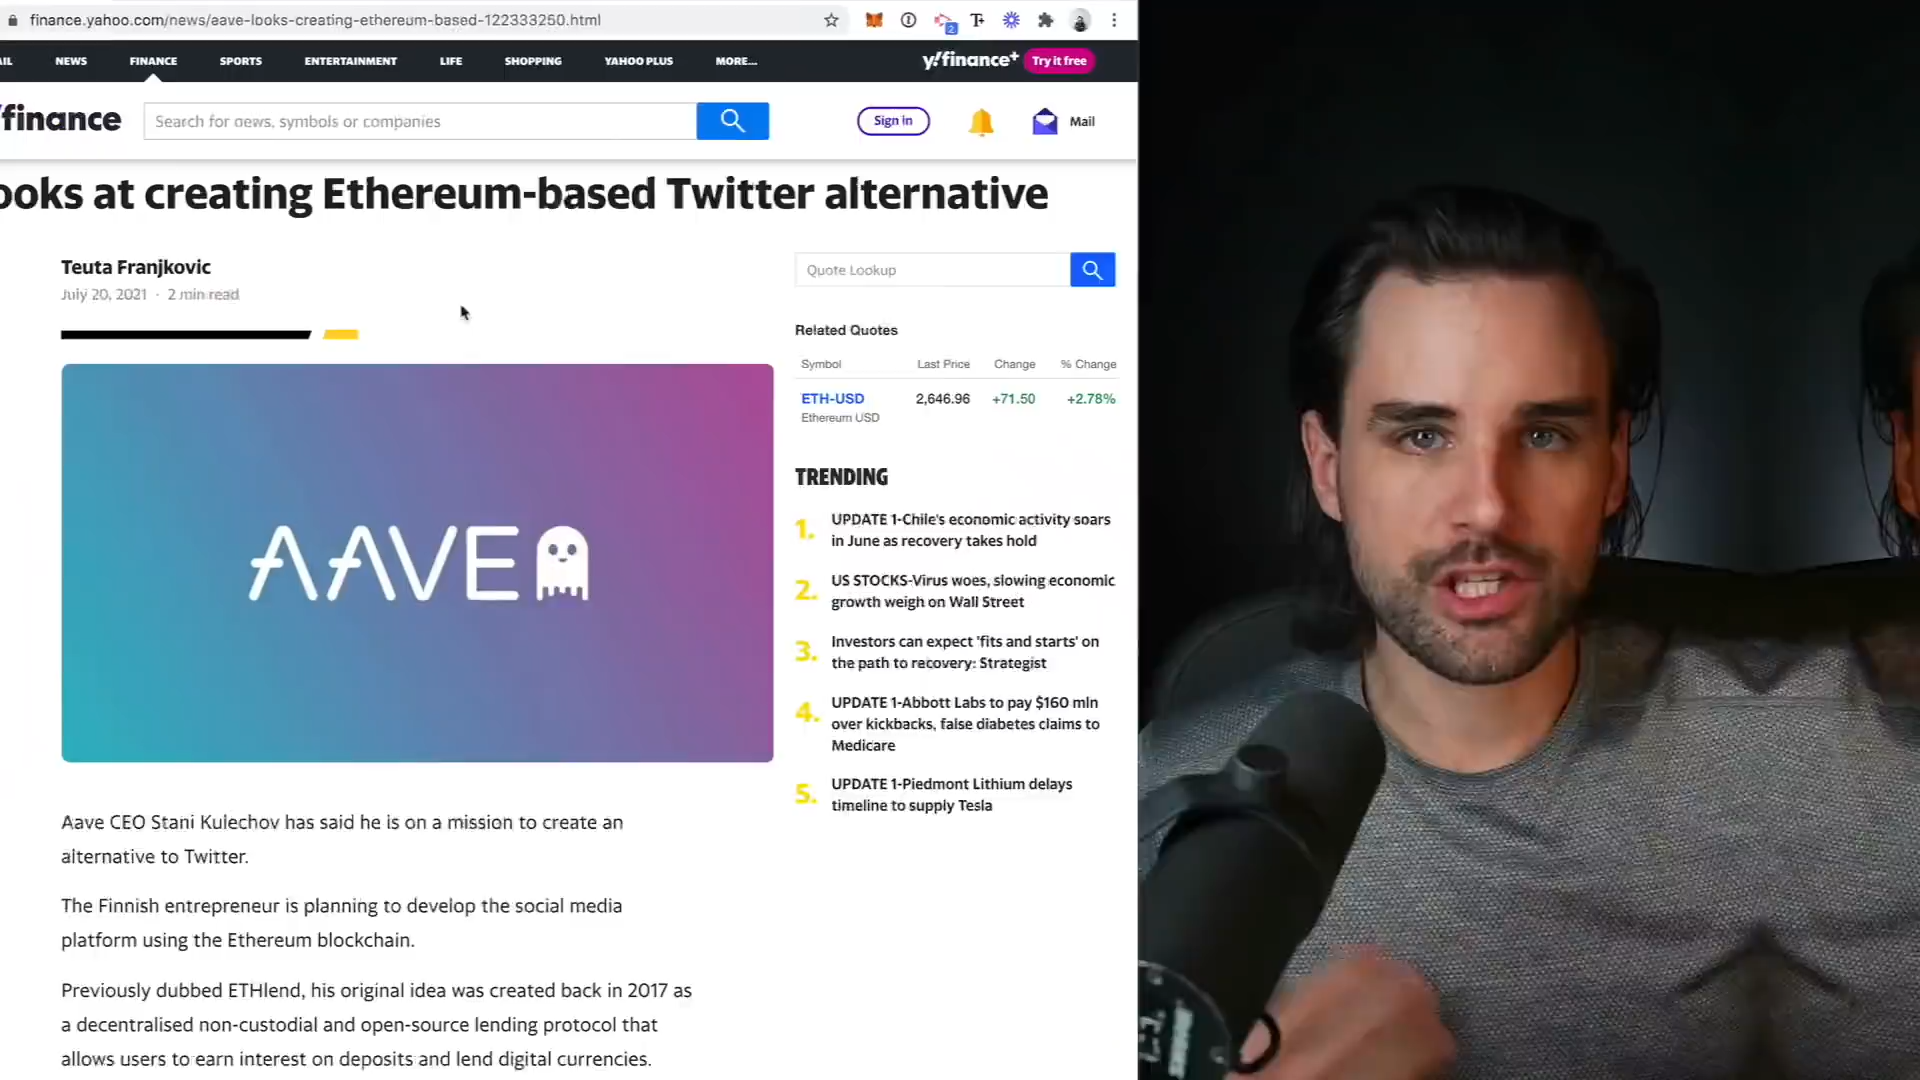 finance.yahoo.com/news/aave-looks-creating-ethereum-based-122333250.html
2
NEWS FINANCE SPORTS ENTERTAINMENT LIFE SHOPPING YAHOO PLUS MORE... y!finance+ Try it free
finance Search for news, symbols or companies Sign in Mail
ooks at creating Ethereum-based Twitter alternative
Teuta Franjkovic
July 20, 2021 · 2 min read
AAVE
Aave CEO Stani Kulechov has said he is on a mission to create an
alternative to Twitter.
The Finnish entrepreneur is planning to develop the social media
platform using the Ethereum blockchain.
Previously dubbed ETHlend, his original idea was created back in 2017 as
a decentralised non-custodial and open-source lending protocol that
allows users to earn interest on deposits and lend digital currencies.
Quote Lookup
Related Quotes
Symbol Last Price Change % Change
ETH-USD 2,646.96 +71.50 +2.78%
Ethereum USD
TRENDING
1. UPDATE 1-Chile's economic activity soars
in June as recovery takes hold
2. US STOCKS-Virus woes, slowing economic
growth weigh on Wall Street
3. Investors can expect 'fits and starts' on
the path to recovery: Strategist
4. UPDATE 1-Abbott Labs to pay $160 mln
over kickbacks, false diabetes claims to
Medicare
5. UPDATE 1-Piedmont Lithium delays
timeline to supply Tesla